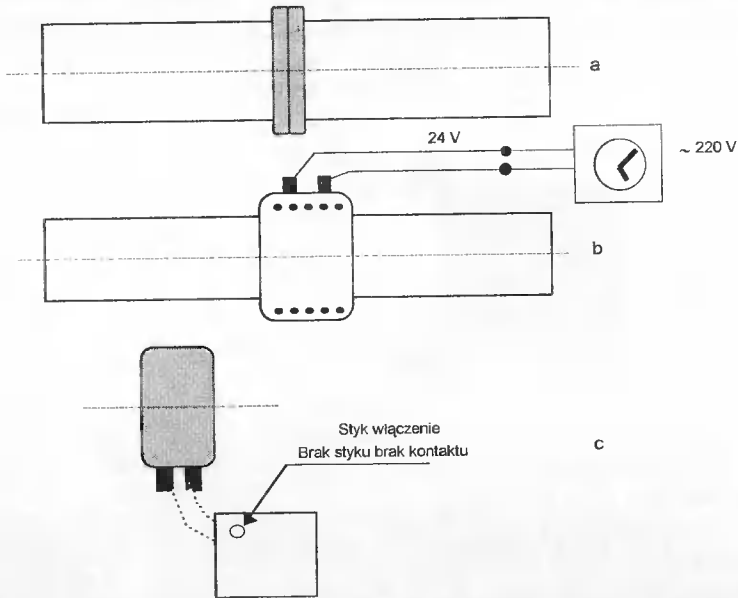 a
24 V
~ 220 V
b
Styk włączenie
Brak styku brak kontaktu
c